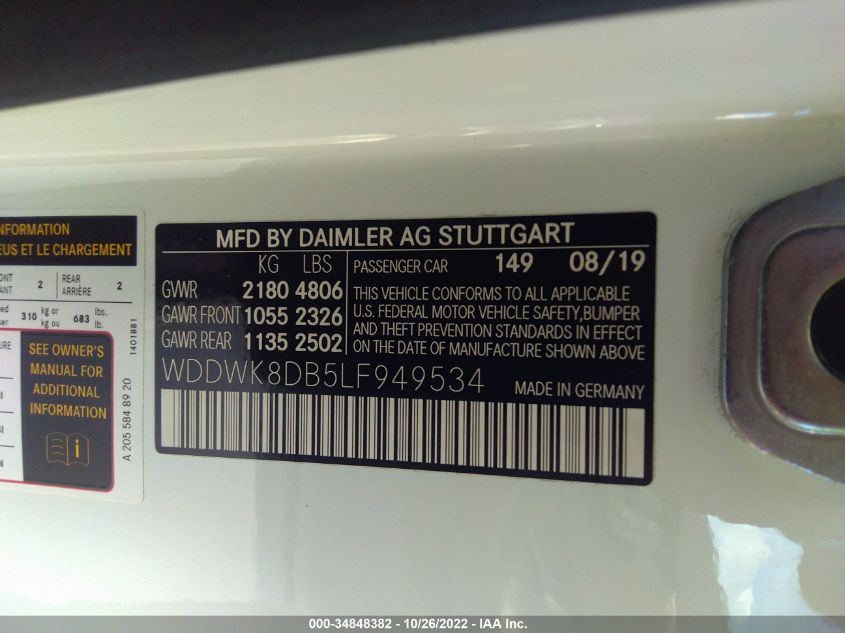 NFORMATION
EUS ET LE CHARGEMENT
ONT
ANT
2
REAR
ARRIÈRE
2
310
kg or
kg ou
683
lbs.
lb.
SEE OWNER'S
MANUAL FOR
ADDITIONAL
INFORMATION
i
1401881
A 205 584 89 20
MFD BY DAIMLER AG STUTTGART
KG LBS
GVWR 2180 4806
GAWR FRONT 1055 2326
GAWR REAR 1135 2502
PASSENGER CAR 149 08/19
THIS VEHICLE CONFORMS TO ALL APPLICABLE
U.S. FEDERAL MOTOR VEHICLE SAFETY, BUMPER
AND THEFT PREVENTION STANDARDS IN EFFECT
ON THE DATE OF MANUFACTURE SHOWN ABOVE
WDDWK8DB5LF949534
MADE IN GERMANY
000-34848382 - 10/26/2022 - IAA Inc.